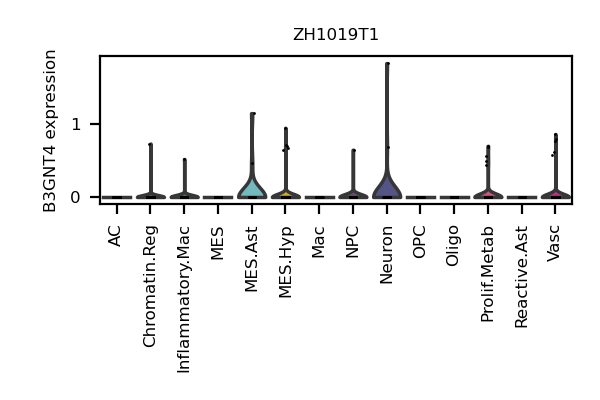 ZH1019T1
B3GNT4 expression
1
0
AC
Chromatin.Reg
Inflammatory.Mac
MES
MES.Ast
MES.Hyp
Mac
NPC
Neuron
OPC
Oligo
Prolif.Metab
Reactive.Ast
Vasc